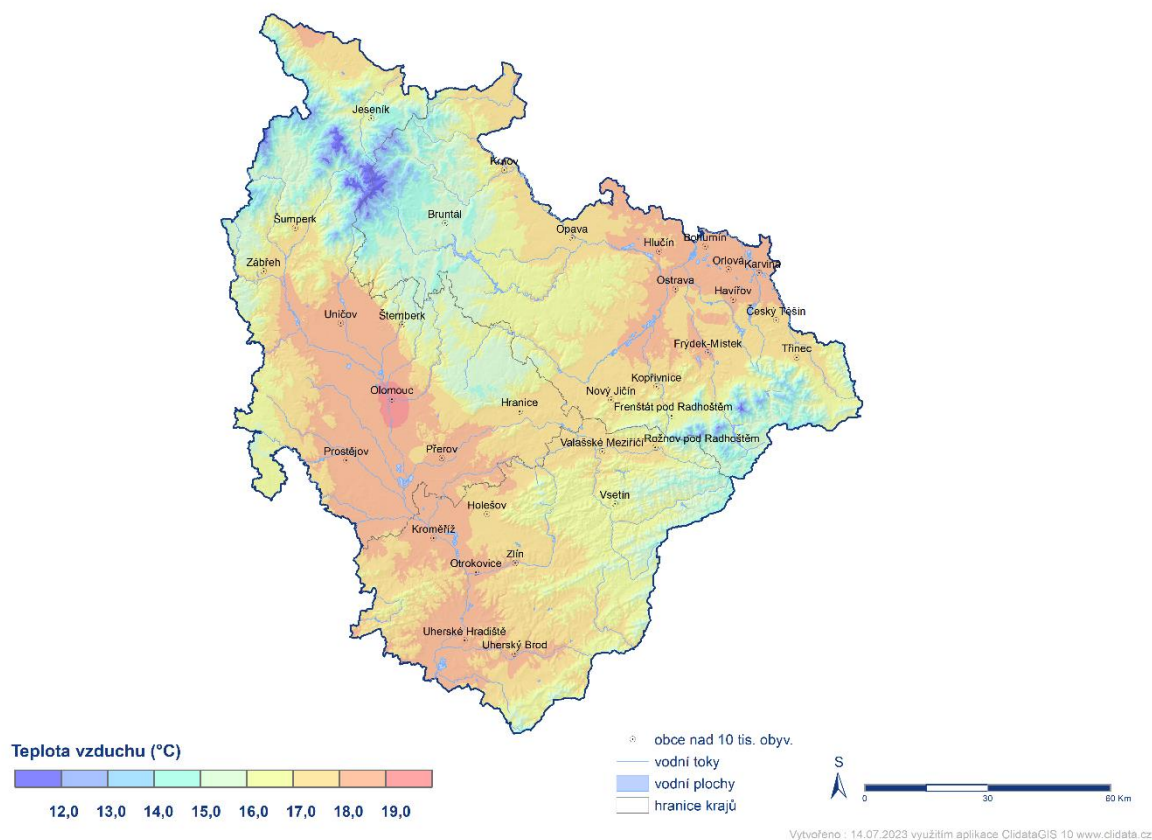 Jeseník
Krnov
Bruntál
Šumperk
Opava
Bohumín
Hlučín
Zábřeh
Orlová
Karviná
Ostrava
Havířov
Uničov
Šternberk
Český Těšín
Frýdek-Místek
Třinec
Kopřivnice
Olomouc
Nový Jičín
Hranice
Frenštát pod Radhoštěm
Valašské Meziříčí
Rožnov pod Radhoštěm
Prostějov
Přerov
Vsetín
Holešov
Kroměříž
Zlín
Otrokovice
Uherské Hradiště
Uherský Brod
Teplota vzduchu (°C)
12,0 13,0 14,0 15,0 16,0 17,0 18,0 19,0
obce nad 10 tis. obyv.
vodní toky
vodní plochy
hranice krajů
S
0 30 60 Km
Vytvořeno : 14.07.2023 využitím aplikace ClidataGIS 10 www.clidata.cz